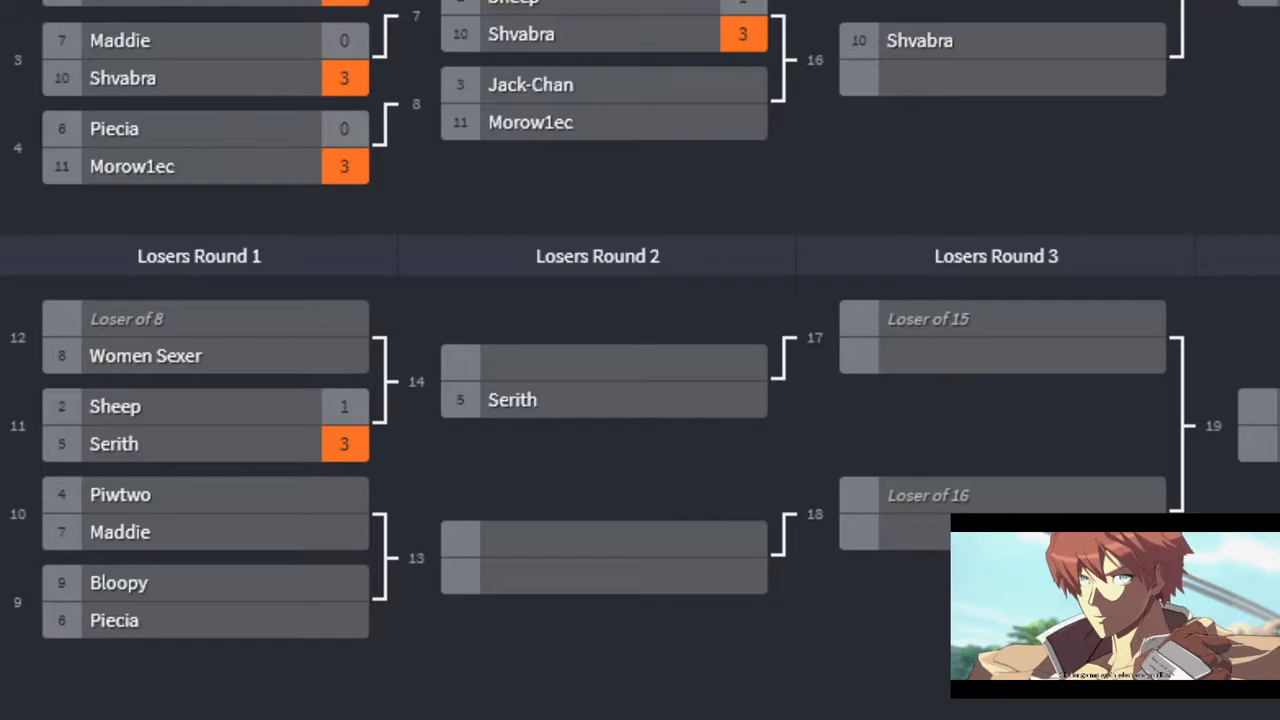 7 Maddie 0
3
10 Shvabra 3
7
10 Shvabra 3
16
10 Shvabra
6 Piecia 0
4
11 Morow1ec 3
8
3 Jack-Chan
11 Morow1ec
Losers Round 1
Losers Round 2
Losers Round 3
Loser of 8
12
8 Women Sexer
2 Sheep 1
11
5 Serith 3
4 Piwtwo
10
7 Maddie
9 Bloopy
9
6 Piecia
14
5 Serith
13
17
Loser of 15
18
Loser of 16
19